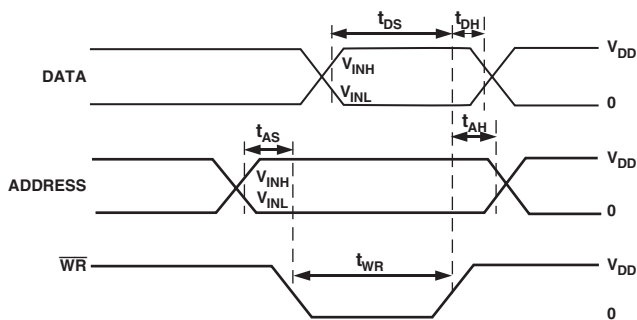 tDS tDH
VDD
VINH
DATA
VINL
0
tAS tAH
VDD
VINH
ADDRESS
VINL
0
WR tWR VDD
0